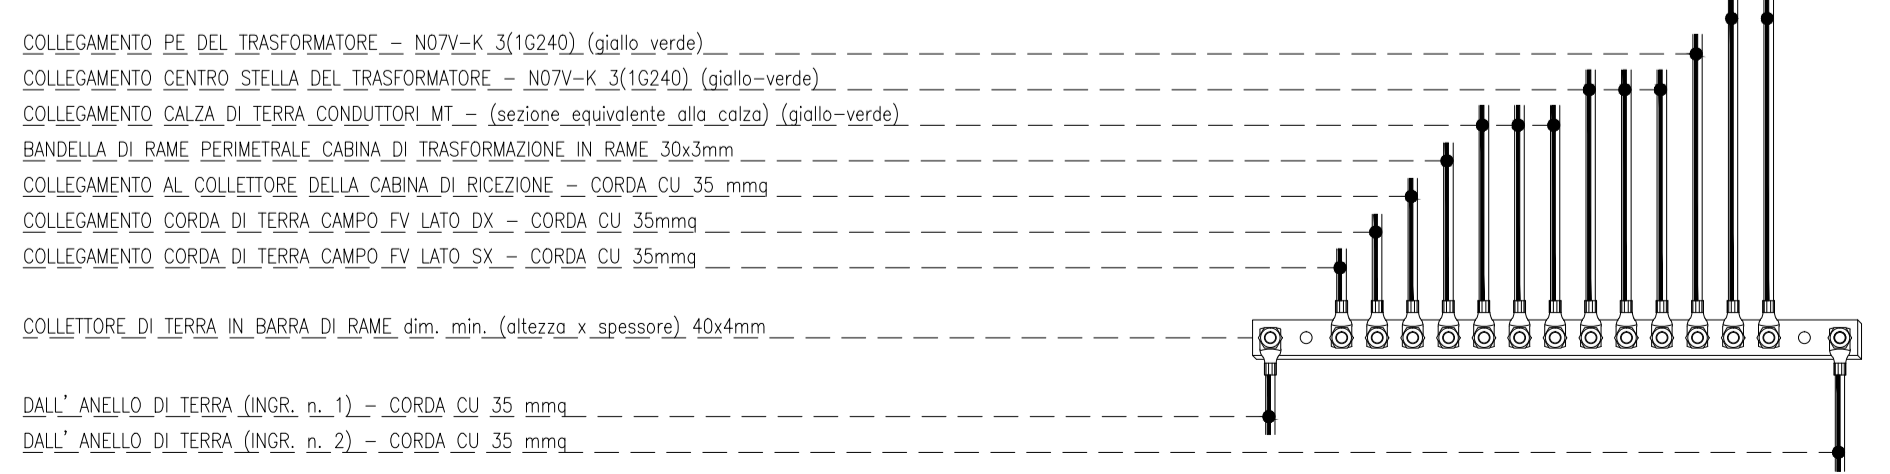 COLLEGAMENTO PE DEL TRASFORMATORE - N07V-K 3(1G240) (giallo verde)
COLLEGAMENTO CENTRO STELLA DEL TRASFORMATORE - N07V-K 3(1G240) (giallo-verde)
COLLEGAMENTO CALZA DI TERRA CONDUTTORI MT - (sezione equivalente alla calza) (giallo-verde)
BANDELLA DI RAME PERIMETRALE CABINA DI TRASFORMAZIONE IN RAME 30x3mm
COLLEGAMENTO AL COLLETTORE DELLA CABINA DI RICEZIONE - CORDA CU 35 mmq
COLLEGAMENTO CORDA DI TERRA CAMPO FV LATO DX - CORDA CU 35mmq
COLLEGAMENTO CORDA DI TERRA CAMPO FV LATO SX - CORDA CU 35mmq
COLLETTORE DI TERRA IN BARRA DI RAME dim. min. (altezza x spessore) 40x4mm
DALL' ANELLO DI TERRA (INGR. n. 1) - CORDA CU 35 mmq
DALL' ANELLO DI TERRA (INGR. n. 2) - CORDA CU 35 mmq